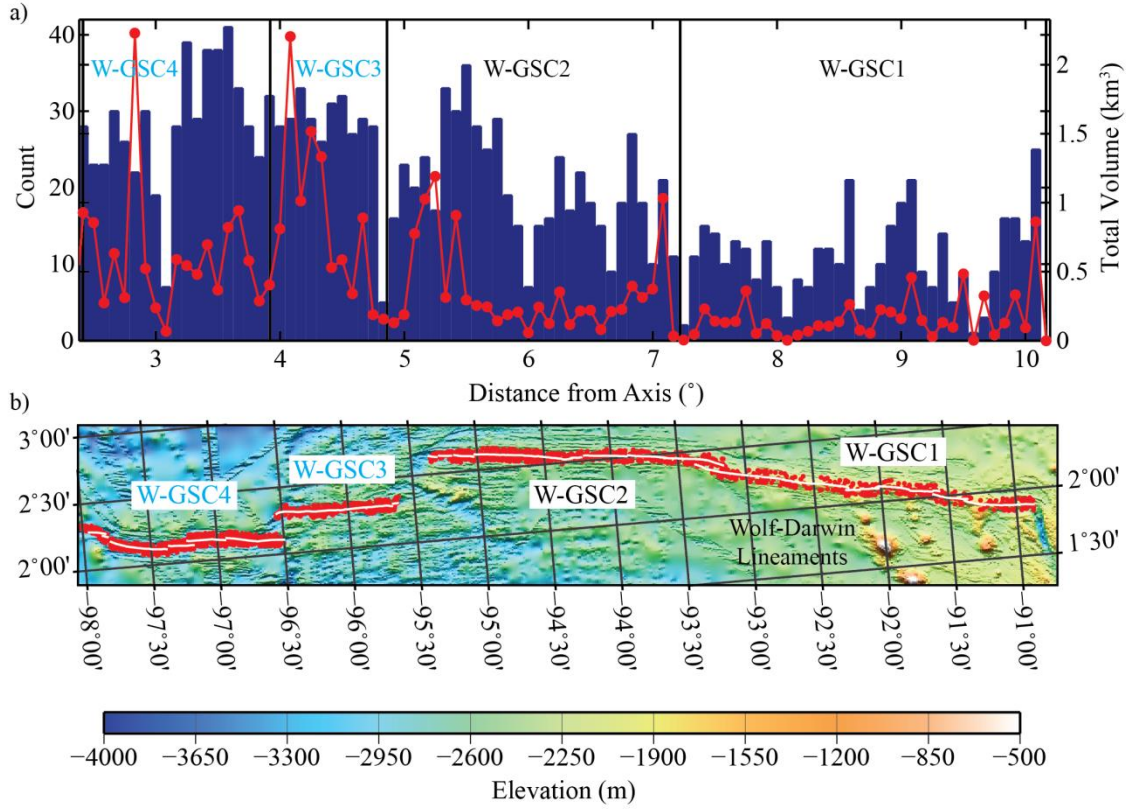 a)
40
30
20
10
0
Count
W-GSC4
W-GSC3
W-GSC2
W-GSC1
2
1.5
1
0.5
0
Total Volume (km³)
3 4 5 6 7 8 9 10
Distance from Axis (°)
b)
3°00'
2°30'
2°00'
W-GSC4
W-GSC3
W-GSC2
W-GSC1
Wolf-Darwin
Lineaments
2°00'
1°30'
−98°00' −97°30' −97°00' −96°30' −96°00' −95°30' −95°00' −94°30' −94°00' −93°30' −93°00' −92°30' −92°00' −91°30' −91°00'
−4000 −3650 −3300 −2950 −2600 −2250 −1900 −1550 −1200 −850 −500
Elevation (m)